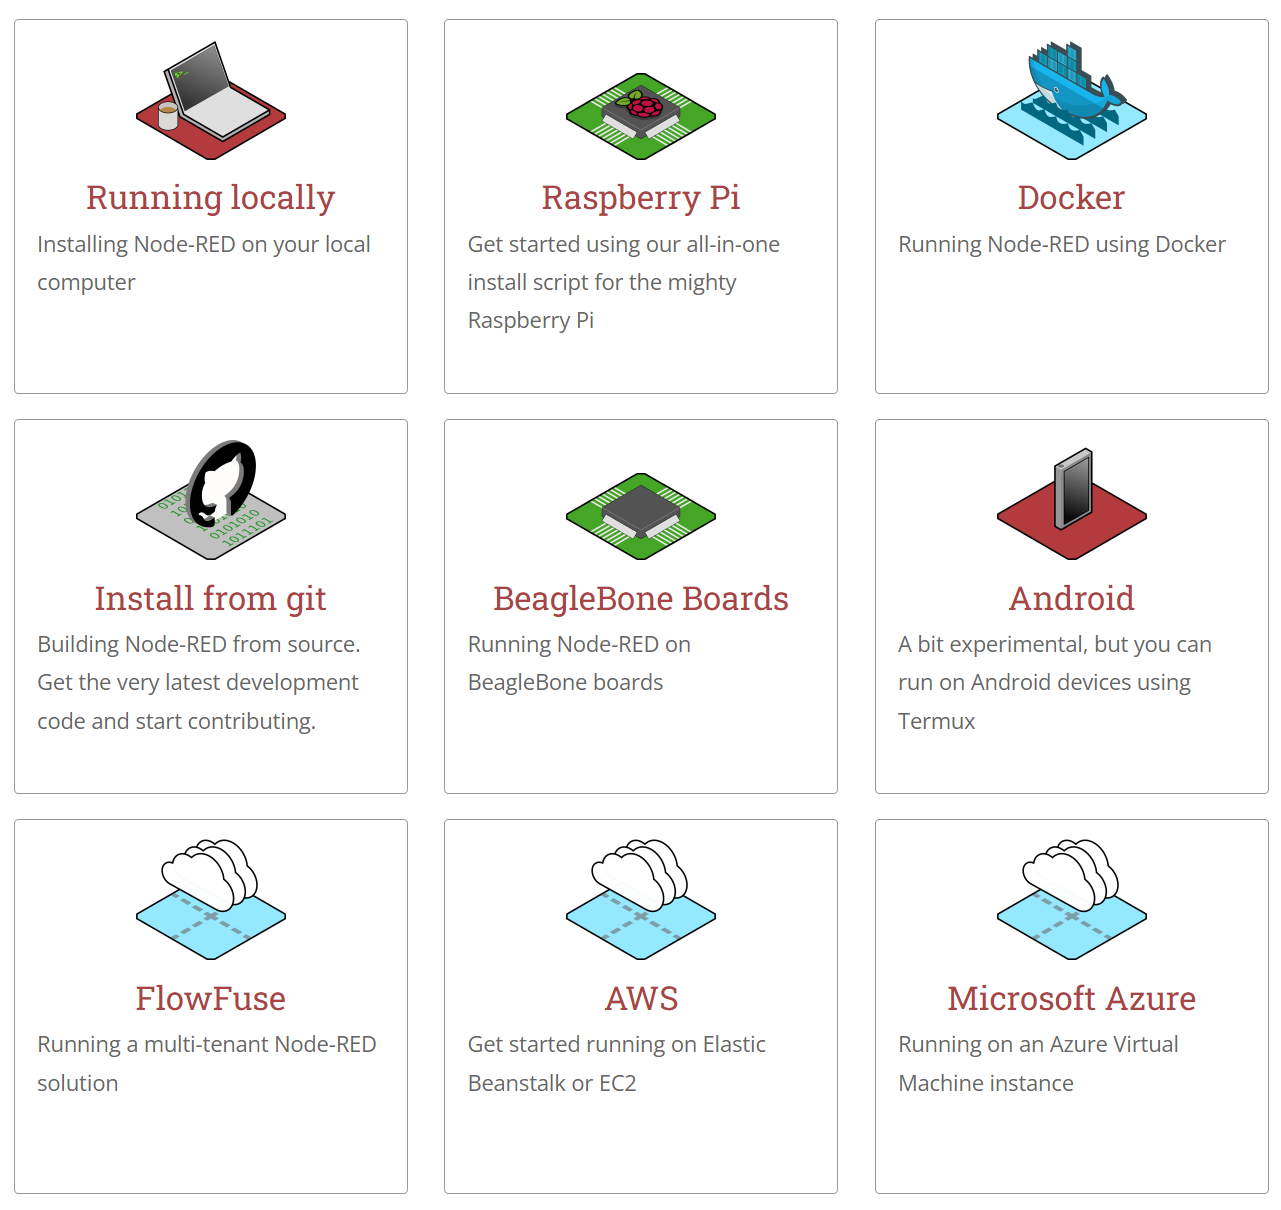 $>_
Running locally
Installing Node-RED on your local
computer
Raspberry Pi
Get started using our all-in-one
install script for the mighty
Raspberry Pi
Docker
Running Node-RED using Docker
0101010
1011101
Install from git
Building Node-RED from source.
Get the very latest development
code and start contributing.
BeagleBone Boards
Running Node-RED on
BeagleBone boards
Android
A bit experimental, but you can
run on Android devices using
Termux
FlowFuse
Running a multi-tenant Node-RED
solution
AWS
Get started running on Elastic
Beanstalk or EC2
Microsoft Azure
Running on an Azure Virtual
Machine instance